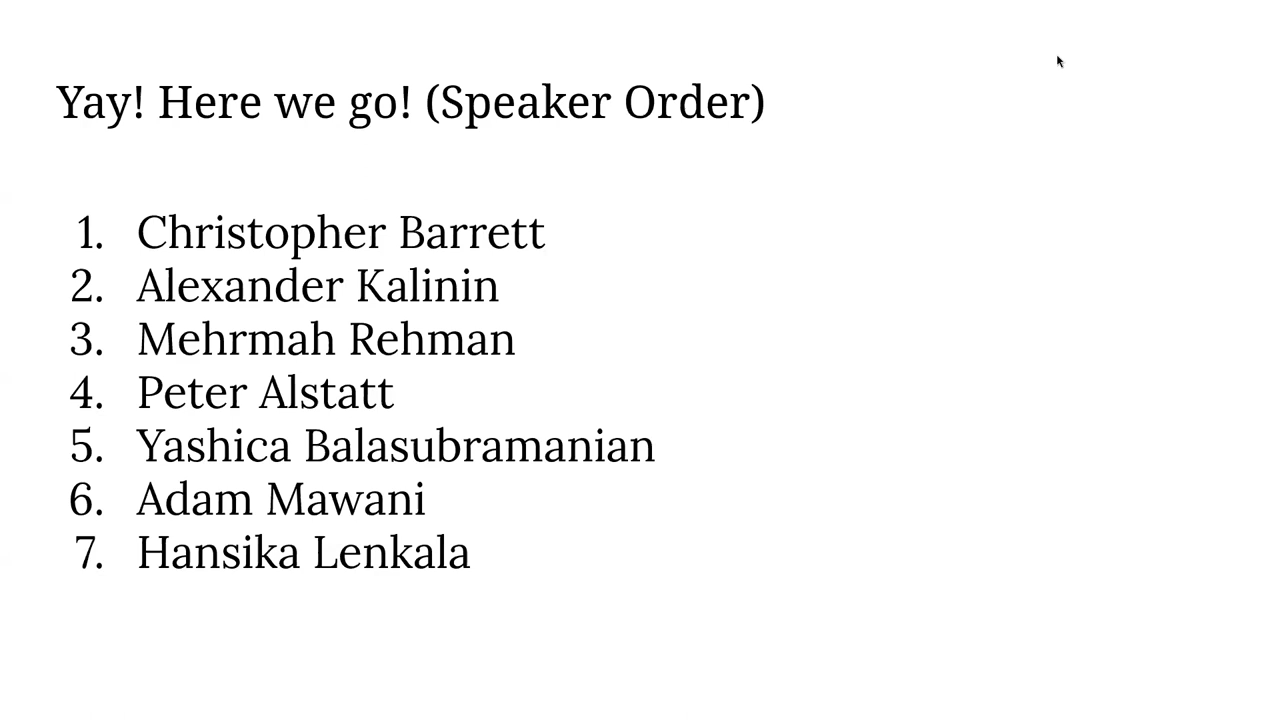 Yay! Here we go! (Speaker Order)
1. Christopher Barrett
2. Alexander Kalinin
3. Mehrmah Rehman
4. Peter Alstatt
5. Yashica Balasubramanian
6. Adam Mawani
7. Hansika Lenkala